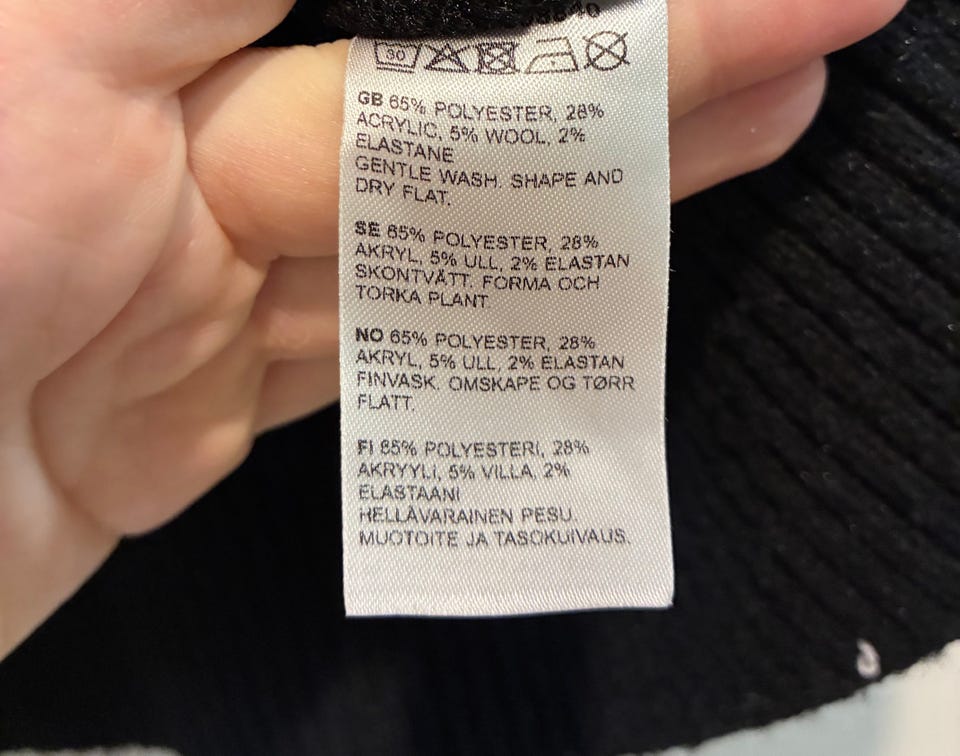 30
GB 65% POLYESTER, 28%
ACRYLIC, 5% WOOL, 2%
ELASTANE
GENTLE WASH. SHAPE AND
DRY FLAT.
SE 65% POLYESTER, 28%
AKRYL, 5% ULL, 2% ELASTAN
SKONTVÄTT. FORMA OCH
TORKA PLANT
NO 65% POLYESTER, 28%
AKRYL, 5% ULL, 2% ELASTAN
FINVASK. OMSKAPE OG TØRR
FLATT.
FI 65% POLYESTERI, 28%
AKRYYLI, 5% VILLA, 2%
ELASTAANI
HELLÄVARAINEN PESU.
MUOTOITE JA TASOKUIVAUS.